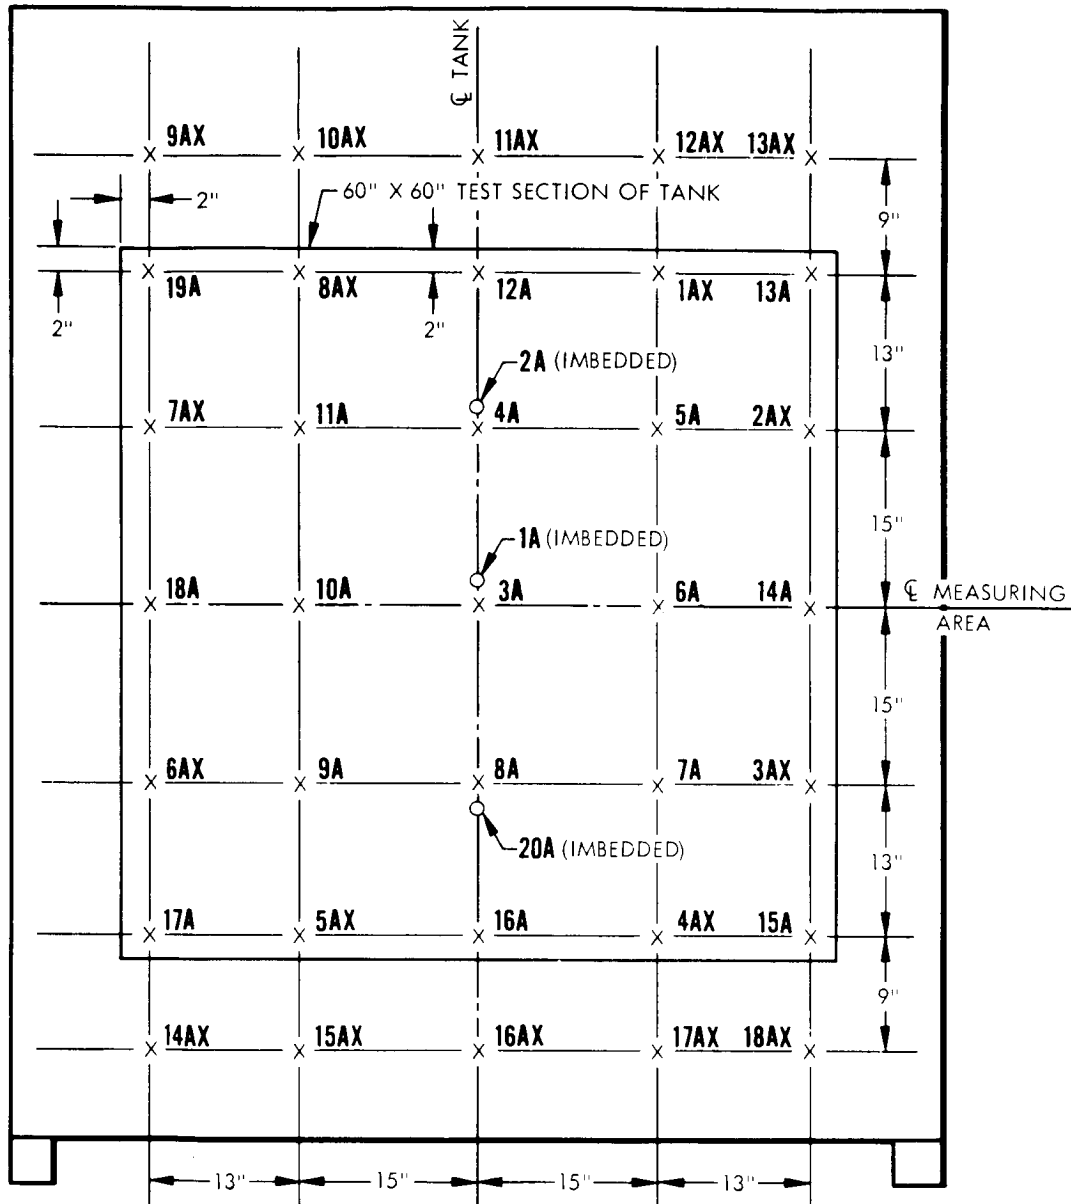 ℄ TANK
9AX 10AX 11AX 12AX 13AX
2"
60" X 60" TEST SECTION OF TANK
9"
19A 8AX 12A 1AX 13A
2" 2"
13"
2A (IMBEDDED)
7AX 11A 4A 5A 2AX
15"
1A (IMBEDDED)
18A 10A 3A 6A 14A
℄ MEASURING
AREA
15"
6AX 9A 8A 7A 3AX
20A (IMBEDDED)
13"
17A 5AX 16A 4AX 15A
9"
14AX 15AX 16AX 17AX 18AX
13" 15" 15" 13"